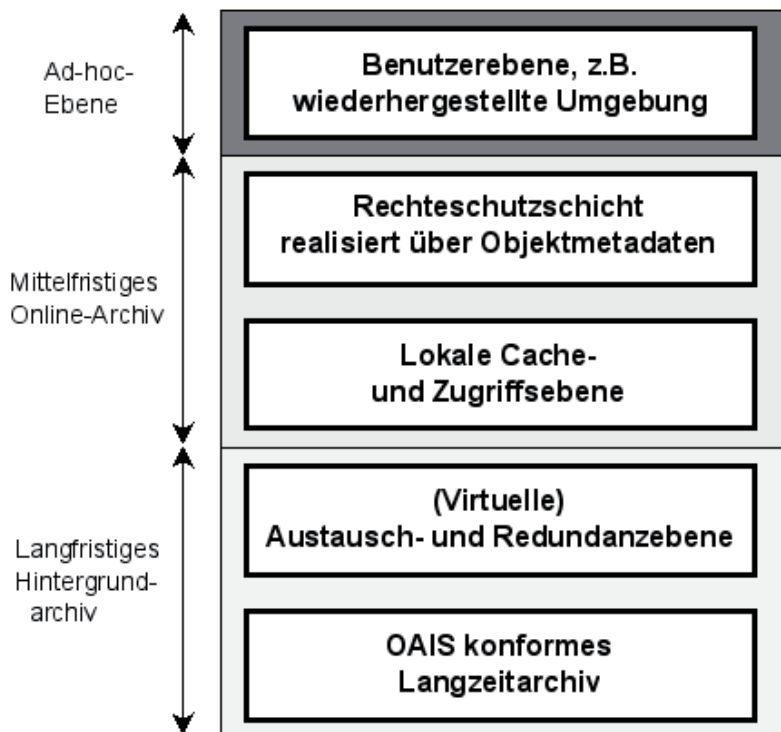 Ad-hoc-
Ebene
Benutzerebene, z.B.
wiederhergestellte Umgebung
Mittelfristiges
Online-Archiv
Rechteschutzschicht
realisiert über Objektmetadaten
Lokale Cache-
und Zugriffsebene
Langfristiges
Hintergrund-
archiv
(Virtuelle)
Austausch- und Redundanzebene
OAIS konformes
Langzeitarchiv